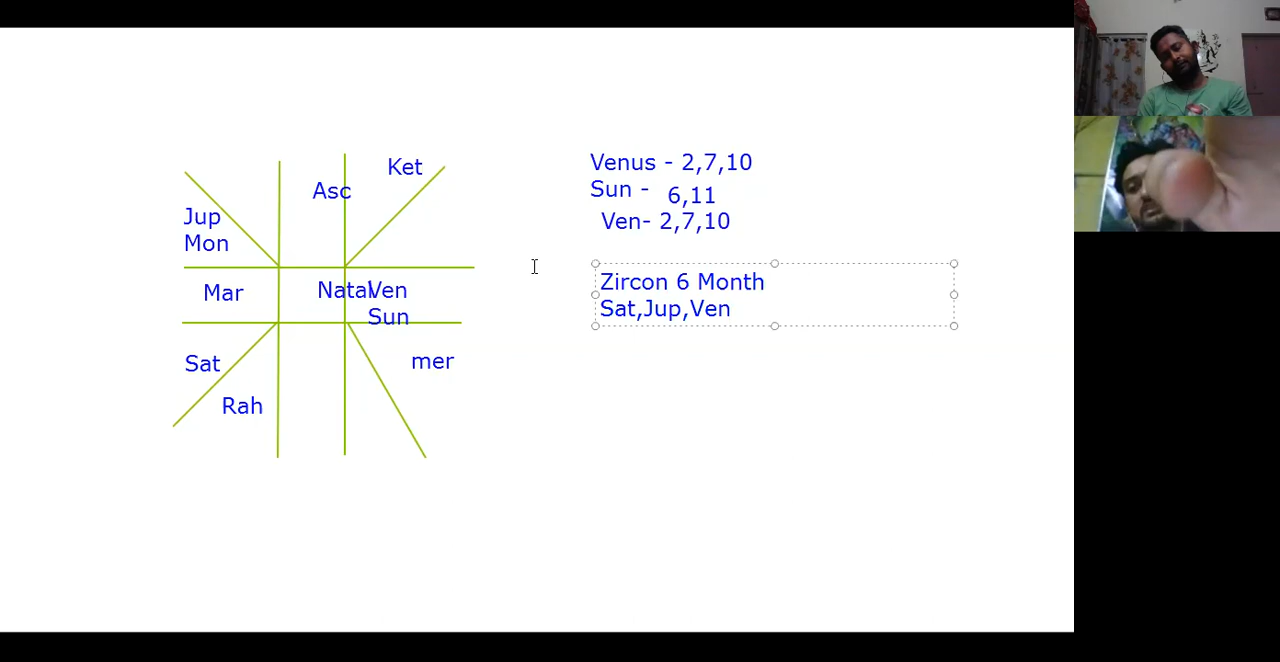 Ket
Asc
Jup
Mon
Mar
Natal
Ven
Sun
Sat
mer
Rah
Venus - 2,7,10
Sun - 6,11
Ven- 2,7,10
Zircon 6 Month
Sat,Jup,Ven